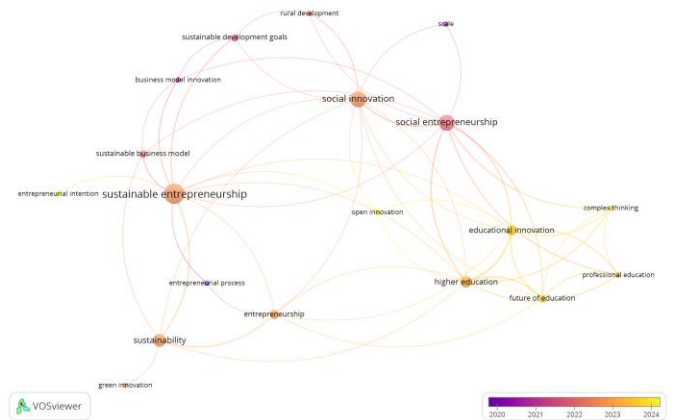 rural development
scale
sustainable development goals
business model innovation
social innovation
social entrepreneurship
sustainable business model
entrepreneurial intention
sustainable entrepreneurship
complex thinking
open innovation
educational innovation
professional education
entrepreneurial process
higher education
future of education
entrepreneurship
sustainability
green innovation
VOSviewer
2020 2021 2022 2023 2024